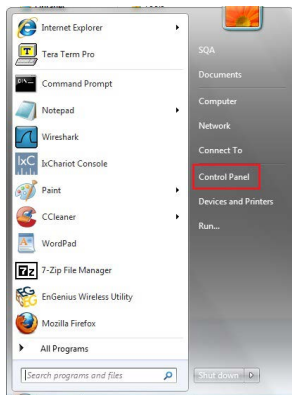 Internet Explorer
Tera Term Pro
Command Prompt
Notepad
Wireshark
IxC
IxChariot Console
Paint
CCleaner
WordPad
7z
7-Zip File Manager
EnGenius Wireless Utility
Mozilla Firefox
All Programs
Search programs and files
SQA
Documents
Computer
Network
Connect To
Control Panel
Devices and Printers
Run...
Shut down